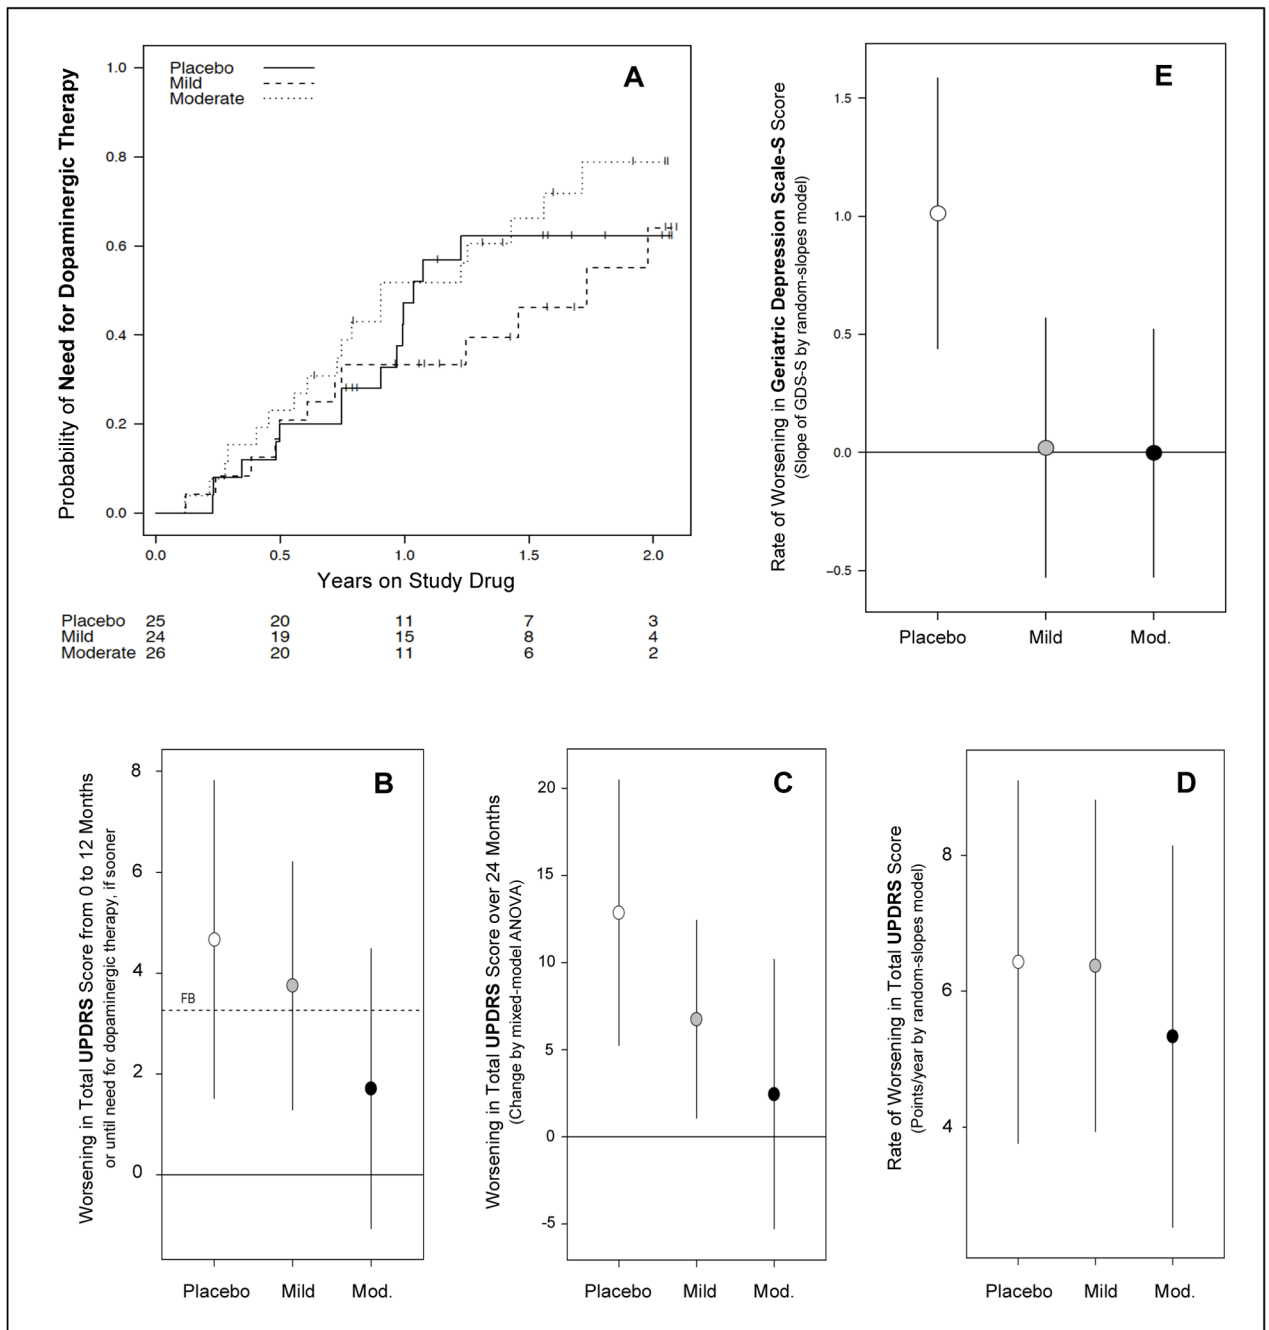 A
Probability of Need for Dopaminergic Therapy
Placebo
Mild
Moderate
1.0
0.8
0.6
0.4
0.2
0.0
0.0 0.5 1.0 1.5 2.0
Years on Study Drug
Placebo 25 20 11 7 3
Mild 24 19 15 8 4
Moderate 26 20 11 6 2
E
Rate of Worsening in Geriatric Depression Scale-S Score
(Slope of GDS-S by random-slopes model)
1.5
1.0
0.5
0.0
−0.5
Placebo Mild Mod.
B
Worsening in Total UPDRS Score from 0 to 12 Months
or until need for dopaminergic therapy, if sooner
8
6
4
2
0
FB
Placebo Mild Mod.
C
Worsening in Total UPDRS Score over 24 Months
(Change by mixed-model ANOVA)
20
15
10
5
0
-5
Placebo Mild Mod.
D
Rate of Worsening in Total UPDRS Score
(Points/year by random-slopes model)
8
6
4
Placebo Mild Mod.